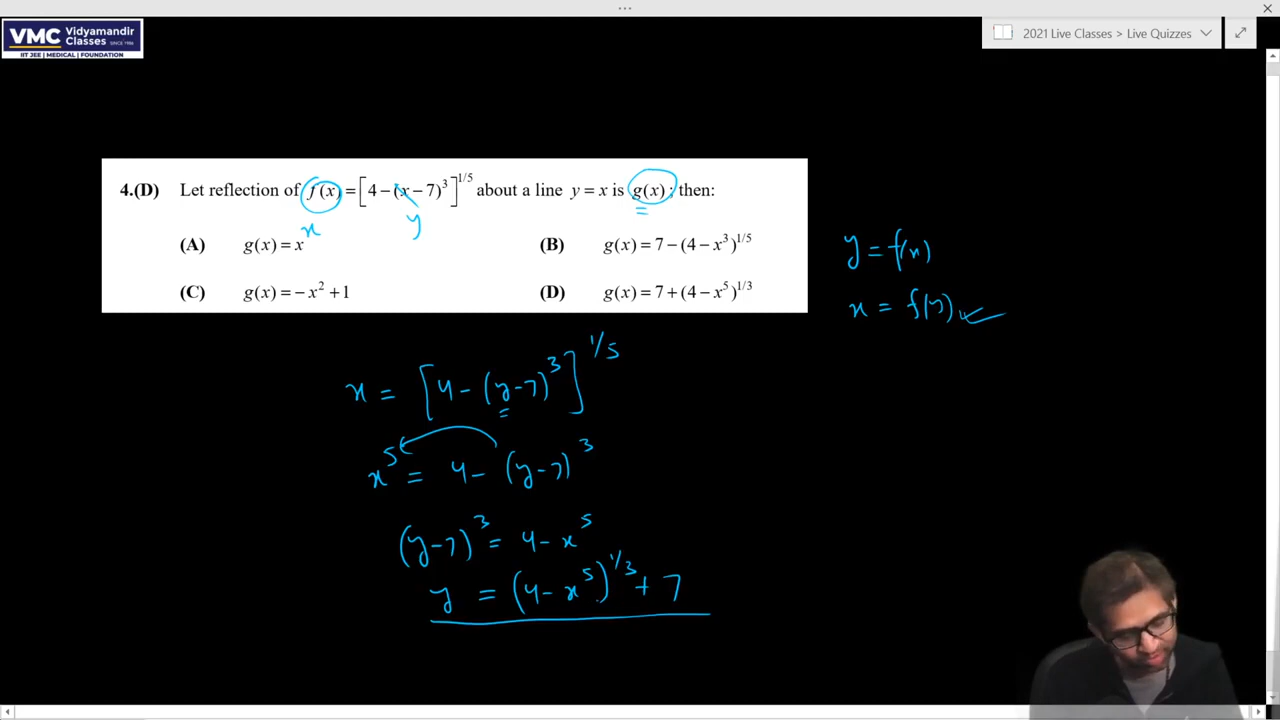 VMC Vidyamandir Classes SINCE 1986
IIT JEE | MEDICAL | FOUNDATION
2021 Live Classes > Live Quizzes
4.(D) Let reflection of f(x) = [4 − (x − 7)³]^{1/5} about a line y = x is g(x); then:
x y =
(A) g(x) = x (B) g(x) = 7 − (4 − x³)^{1/5}
(C) g(x) = −x² + 1 (D) g(x) = 7 + (4 − x⁵)^{1/3}
y = f(x)
x = f(y)
x = [4 − (y − 7)³]^{1/5}
x⁵ = 4 − (y − 7)³
(y − 7)³ = 4 − x⁵
y = (4 − x⁵)^{1/3} + 7